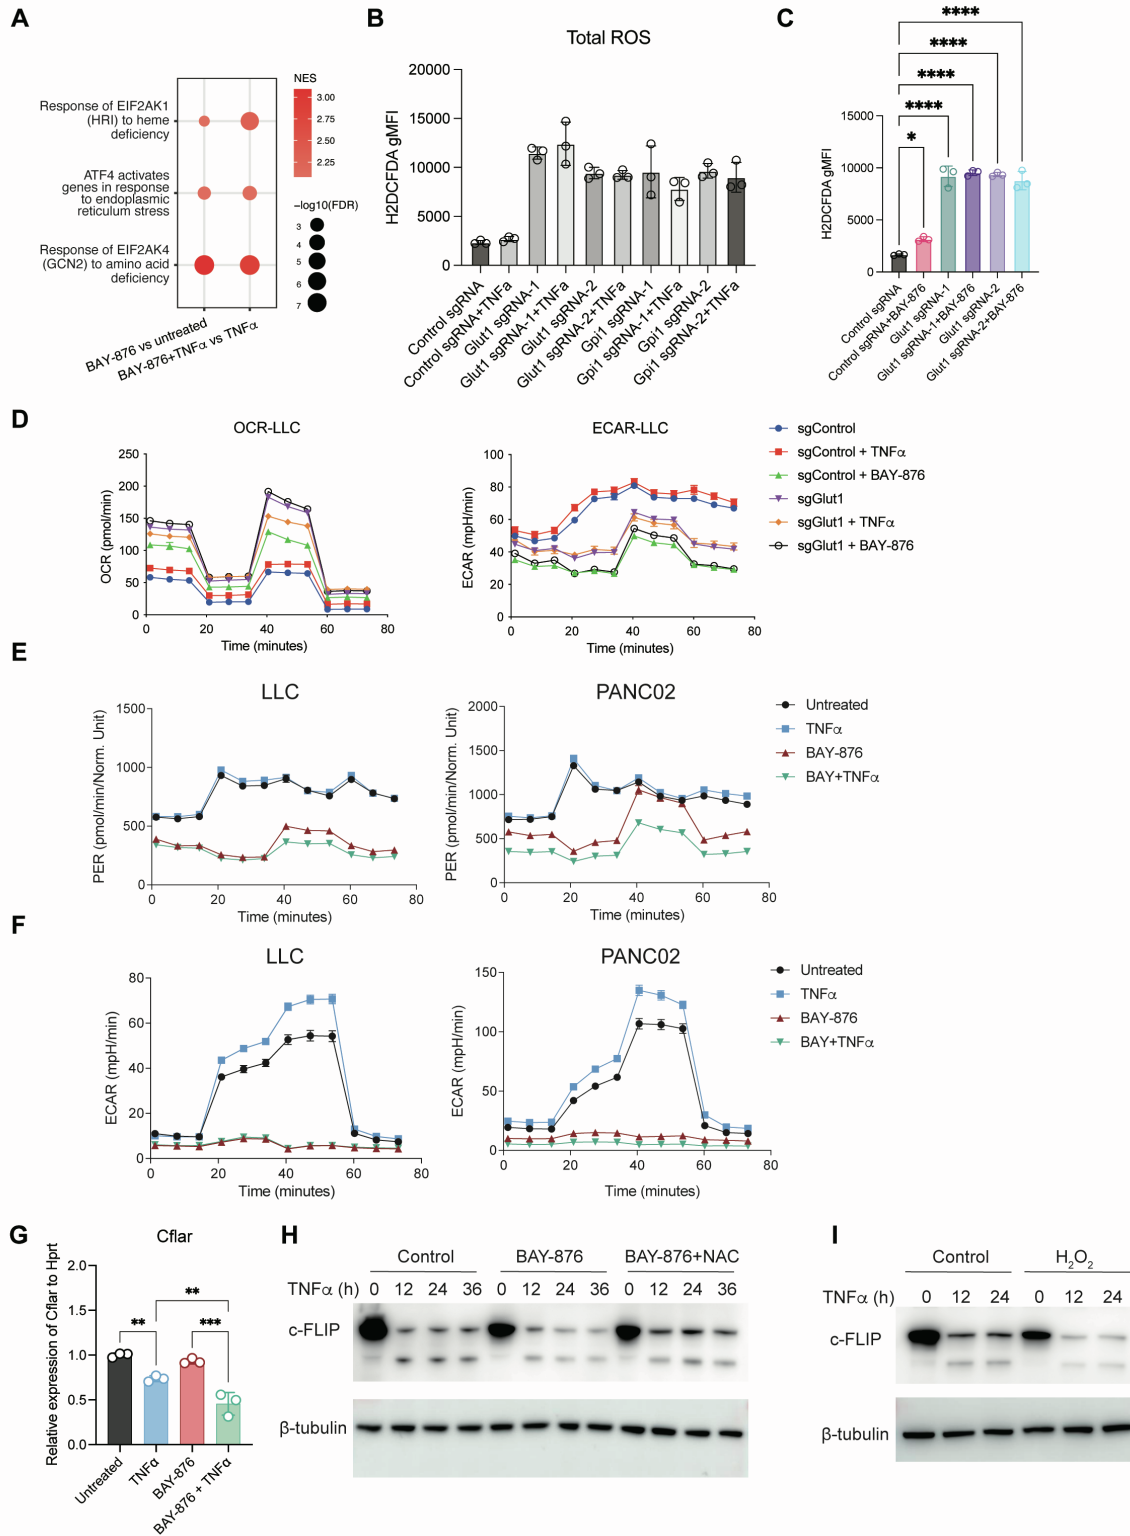 A
Response of EIF2AK1
(HRI) to heme
deficiency
ATF4 activates
genes in response
to endoplasmic
reticulum stress
Response of EIF2AK4
(GCN2) to amino acid
deficiency
BAY-876 vs untreated
BAY-876+TNFα vs TNFα
NES
3.00
2.75
2.50
2.25
−log10(FDR)
3
4
5
6
7
B
Total ROS
H2DCFDA gMFI
20000
15000
10000
5000
0
Control sgRNA
Control sgRNA+TNFa
Glut1 sgRNA-1
Glut1 sgRNA-1+TNFa
Glut1 sgRNA-2
Glut1 sgRNA-2+TNFa
Gpi1 sgRNA-1
Gpi1 sgRNA-1+TNFa
Gpi1 sgRNA-2
Gpi1 sgRNA-2+TNFa
C
****
****
****
****
*
H2DCFDA gMFI
15000
10000
5000
0
Control sgRNA
Control sgRNA+BAY-876
Glut1 sgRNA-1
Glut1 sgRNA-1+BAY-876
Glut1 sgRNA-2
Glut1 sgRNA-2+BAY-876
D
OCR-LLC
OCR (pmol/min)
250
200
150
100
50
0
0 20 40 60 80
Time (minutes)
ECAR-LLC
ECAR (mpH/min)
100
80
60
40
20
0
0 20 40 60 80
Time (minutes)
sgControl
sgControl + TNFα
sgControl + BAY-876
sgGlut1
sgGlut1 + TNFα
sgGlut1 + BAY-876
E
LLC
PER (pmol/min/Norm. Unit)
1500
1000
500
0
0 20 40 60 80
Time (minutes)
PANC02
PER (pmol/min/Norm. Unit)
2000
1500
1000
500
0
0 20 40 60 80
Time (minutes)
Untreated
TNFα
BAY-876
BAY+TNFα
F
LLC
ECAR (mpH/min)
80
60
40
20
0
0 20 40 60 80
Time (minutes)
PANC02
ECAR (mpH/min)
150
100
50
0
0 20 40 60 80
Time (minutes)
Untreated
TNFα
BAY-876
BAY+TNFα
G
Cflar
Relative expression of Cflar to Hprt
2.0
1.5
1.0
0.5
0.0
**
** ***
Untreated
TNFα
BAY-876
BAY-876 + TNFα
H
Control BAY-876 BAY-876+NAC
TNFα (h) 0 12 24 36 0 12 24 36 0 12 24 36
c-FLIP
β-tubulin
I
Control H2O2
TNFα (h) 0 12 24 0 12 24
c-FLIP
β-tubulin